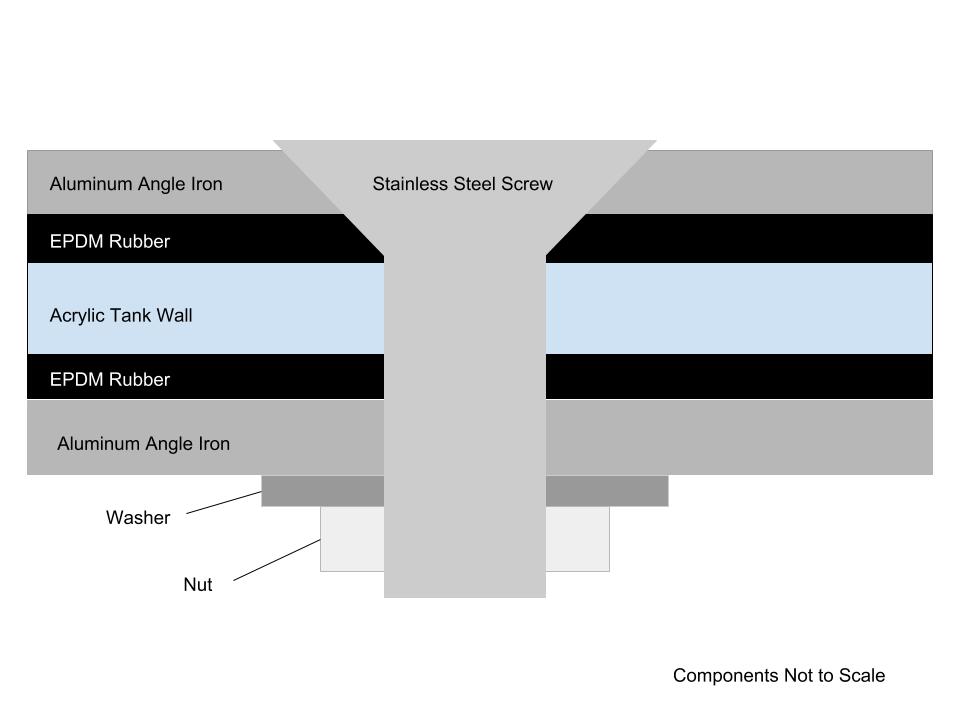 Aluminum Angle Iron
Stainless Steel Screw
EPDM Rubber
Acrylic Tank Wall
EPDM Rubber
Aluminum Angle Iron
Washer
Nut
Components Not to Scale